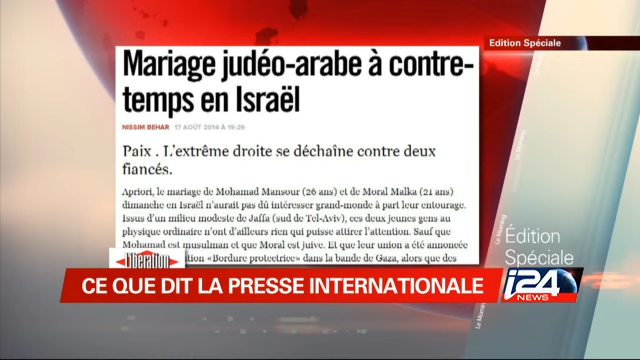 Edition Spéciale
Mariage judéo-arabe à contre-
temps en Israël
NISSIM BEHAR 17 AOÛT 2014 À 19:26
Paix . L'extrême droite se déchaîne contre deux
fiancés.
Apriori, le mariage de Mohamad Mansour (26 ans) et de Moral Malka (21 ans)
dimanche en Israël n'aurait pas dû intéresser grand-monde à part leur entourage.
Issus d'un milieu modeste de Jaffa (sud de Tel-Aviv), ces deux jeunes gens au
physique ordinaire n'ont d'ailleurs rien qui puisse attirer l'attention. Sauf que
Mohamad est musulman et que Moral est juive. Et que leur union a été annoncée
«Bordure protectrice» dans la bande de Gaza, alors que des
Libération
CE QUE DIT LA PRESSE INTERNATIONALE
Le Morning
Édition
Spéciale
i24
NEWS